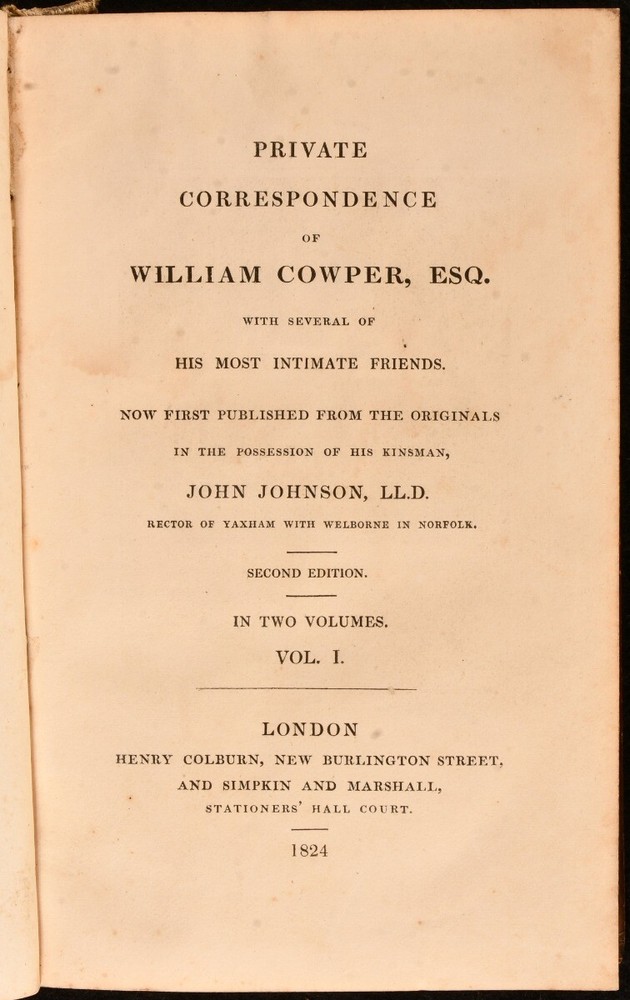 PRIVATE
CORRESPONDENCE
OF
WILLIAM COWPER, ESQ.
WITH SEVERAL OF
HIS MOST INTIMATE FRIENDS.
NOW FIRST PUBLISHED FROM THE ORIGINALS
IN THE POSSESSION OF HIS KINSMAN,
JOHN JOHNSON, LL.D.
RECTOR OF YAXHAM WITH WELBORNE IN NORFOLK.
SECOND EDITION.
IN TWO VOLUMES.
VOL. I.
LONDON
HENRY COLBURN, NEW BURLINGTON STREET,
AND SIMPKIN AND MARSHALL,
STATIONERS' HALL COURT.
1824